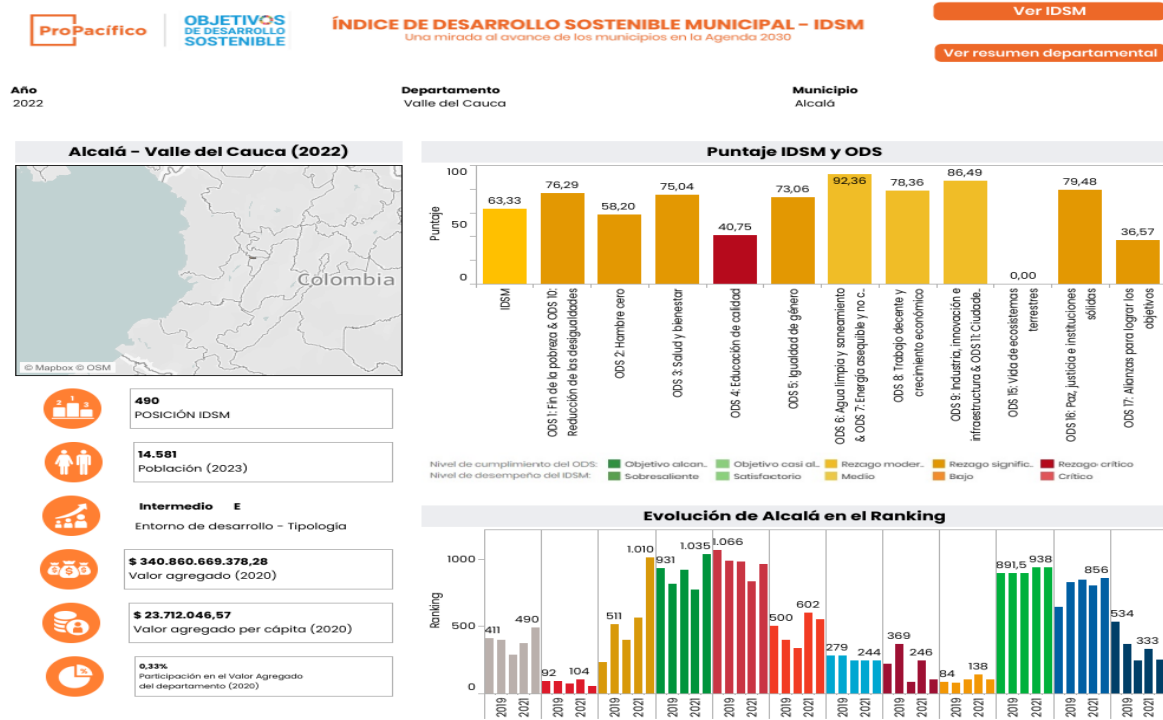 ProPacífico
OBJETIVOS
DE DESARROLLO
SOSTENIBLE
ÍNDICE DE DESARROLLO SOSTENIBLE MUNICIPAL - IDSM
Una mirada al avance de los municipios en la Agenda 2030
Ver IDSM
Ver resumen departamental
Año
2022
Departamento
Valle del Cauca
Municipio
Alcalá
Alcalá - Valle del Cauca (2022)
Colombia
© Mapbox © OSM
2 1 3
490
POSICIÓN IDSM
14.581
Población (2023)
Intermedio E
Entorno de desarrollo - Tipología
$ 340.860.669.378,28
Valor agregado (2020)
$ 23.712.046,57
Valor agregado per cápita (2020)
0,33%
Participación en el Valor Agregado
del departamento (2020)
Puntaje IDSM y ODS
Puntaje
100
50
0
63,33
76,29
58,20
75,04
40,75
73,06
92,36
78,36
86,49
0,00
79,48
36,57
IDSM
ODS 1: Fin de la pobreza & ODS 10:
Reducción de las desigualdades
ODS 2: Hambre cero
ODS 3: Salud y bienestar
ODS 4: Educación de calidad
ODS 5: Igualdad de género
ODS 6: Agua limpia y saneamiento
& ODS 7: Energía asequible y no c..
ODS 8: Trabajo decente y
crecimiento económico
ODS 9: Industria, innovación e
infraestructura & ODS 11: Ciudade..
ODS 15: Vida de ecosistemas
terrestres
ODS 16: Paz, justicia e instituciones
sólidas
ODS 17: Alianzas para lograr los
objetivos
Nivel de cumplimiento del ODS: Objetivo alcan.. Objetivo casi al.. Rezago moder.. Rezago signific.. Rezago crítico
Nivel de desempeño del IDSM: Sobresaliente Satisfactorio Medio Bajo Crítico
Evolución de Alcalá en el Ranking
Ranking
1000
500
0
411
490
92
104
511
1.010
931
1.035
1.066
500
602
279
244
369
246
84
138
891,5
938
856
534
333
2019 2021 2019 2021 2019 2021 2019 2021 2019 2021 2019 2021 2019 2021 2019 2021 2019 2021 2019 2021 2019 2021 2019 2021